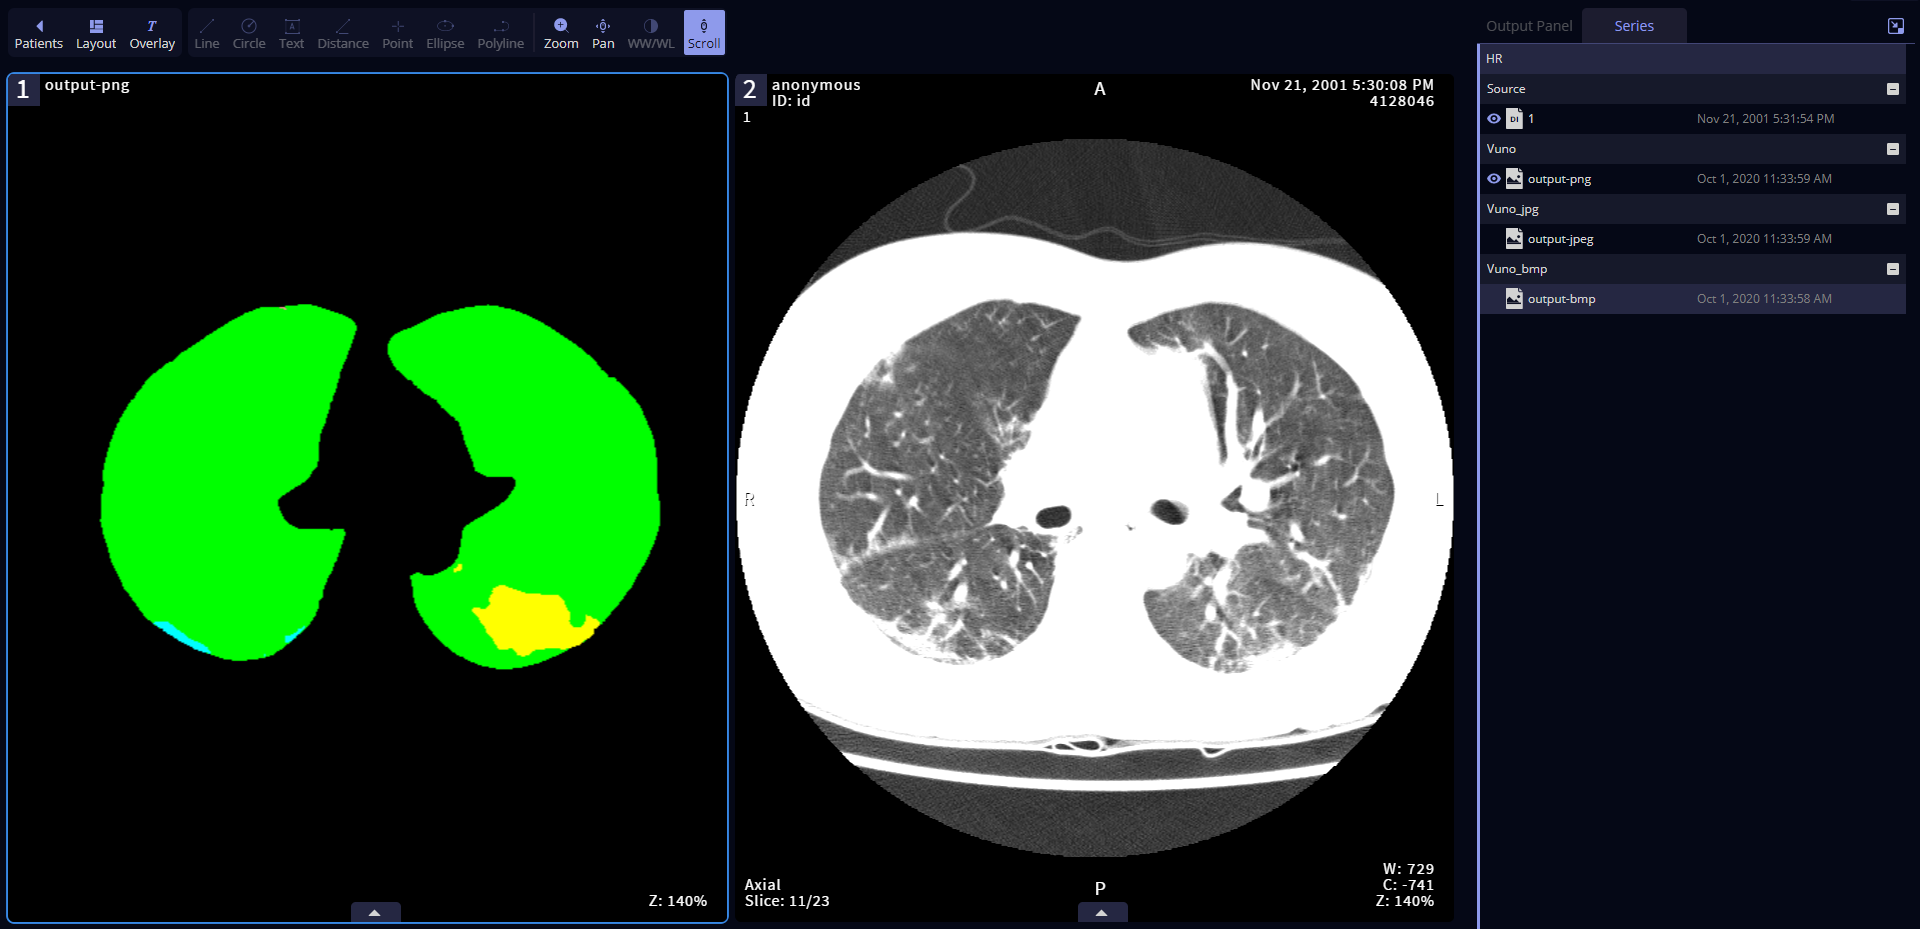 Patients Layout Overlay Line Circle Text Distance Point Ellipse Polyline Zoom Pan WW/WL Scroll
Output Panel Series
1 output-png
Z: 140%
2 anonymous
ID: id
1
A
Nov 21, 2001 5:30:08 PM
4128046
R
L
Axial
Slice: 11/23
P
W: 729
C: -741
Z: 140%
HR
Source
DI 1 Nov 21, 2001 5:31:54 PM
Vuno
output-png Oct 1, 2020 11:33:59 AM
Vuno_jpg
output-jpeg Oct 1, 2020 11:33:59 AM
Vuno_bmp
output-bmp Oct 1, 2020 11:33:58 AM